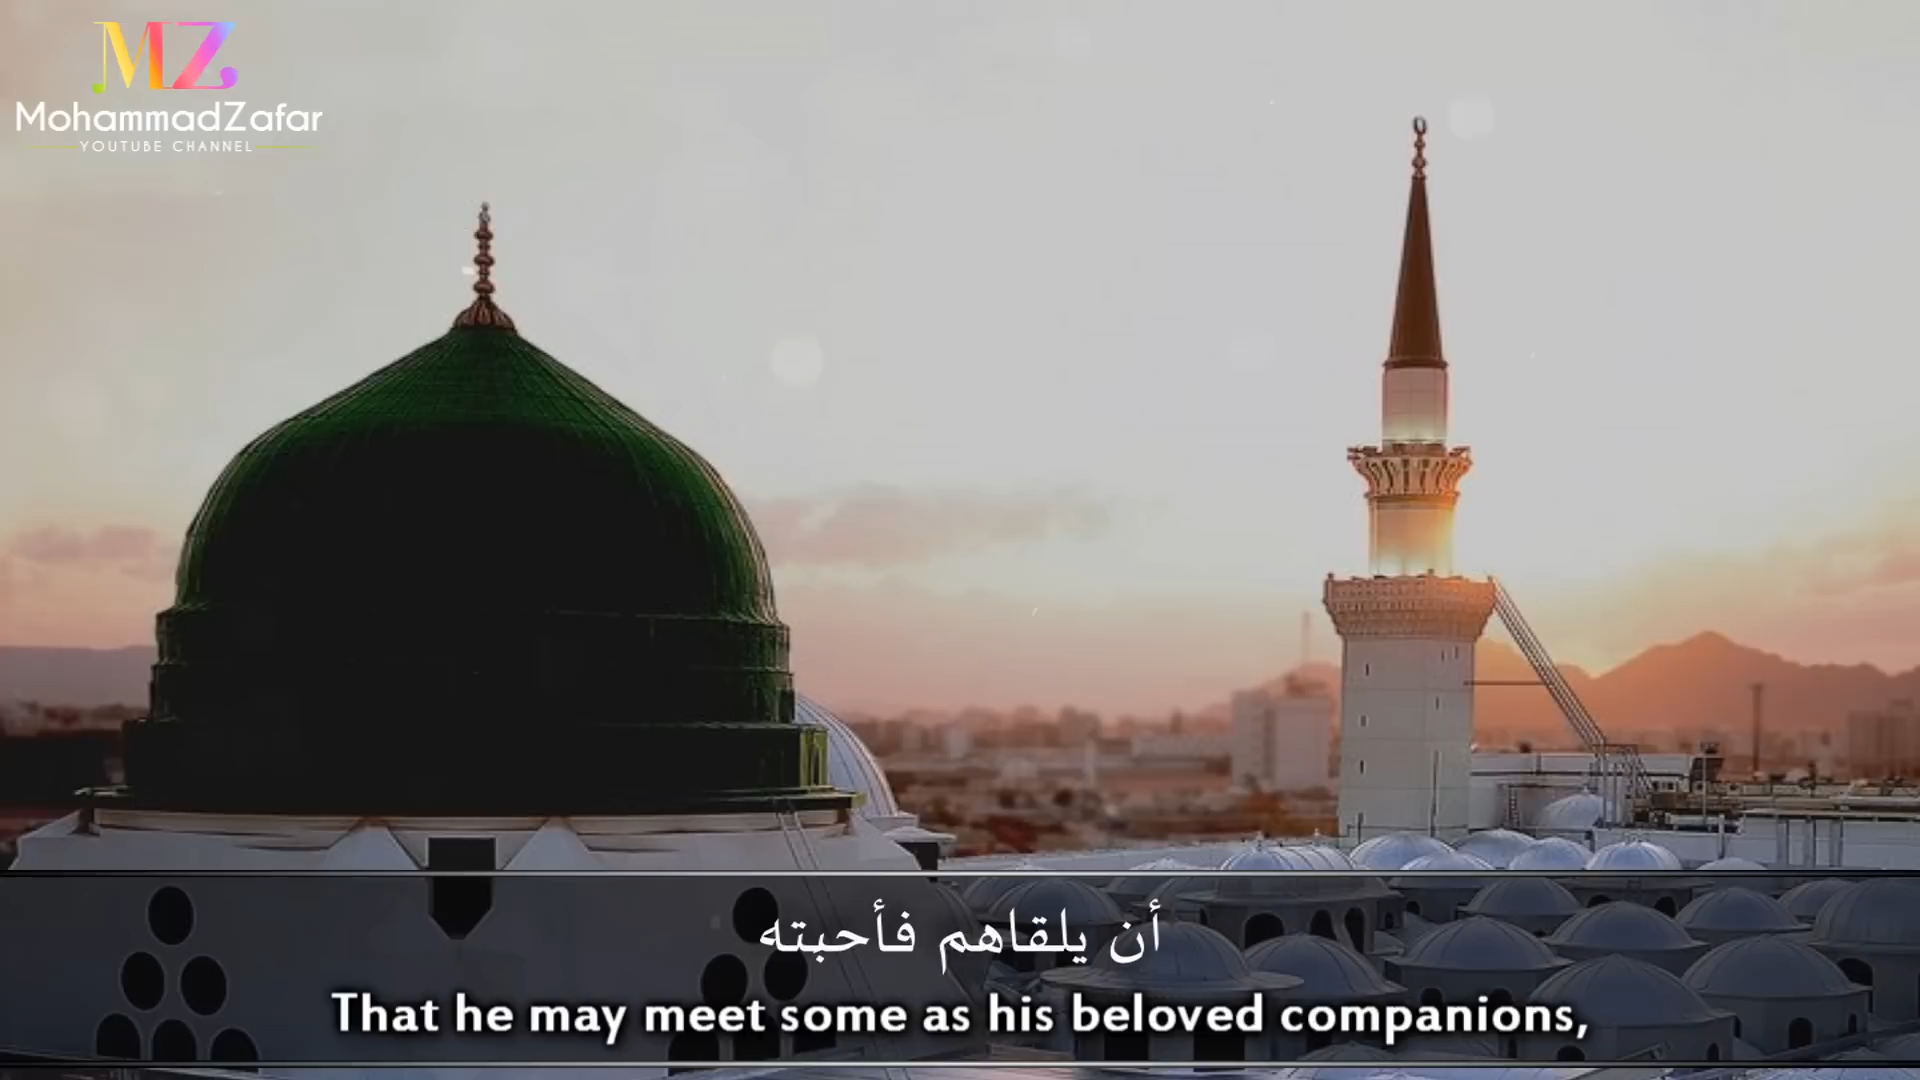 MZ
MohammadZafar
YOUTUBE CHANNEL
أن يلقاهم فأحبته
That he may meet some as his beloved companions,